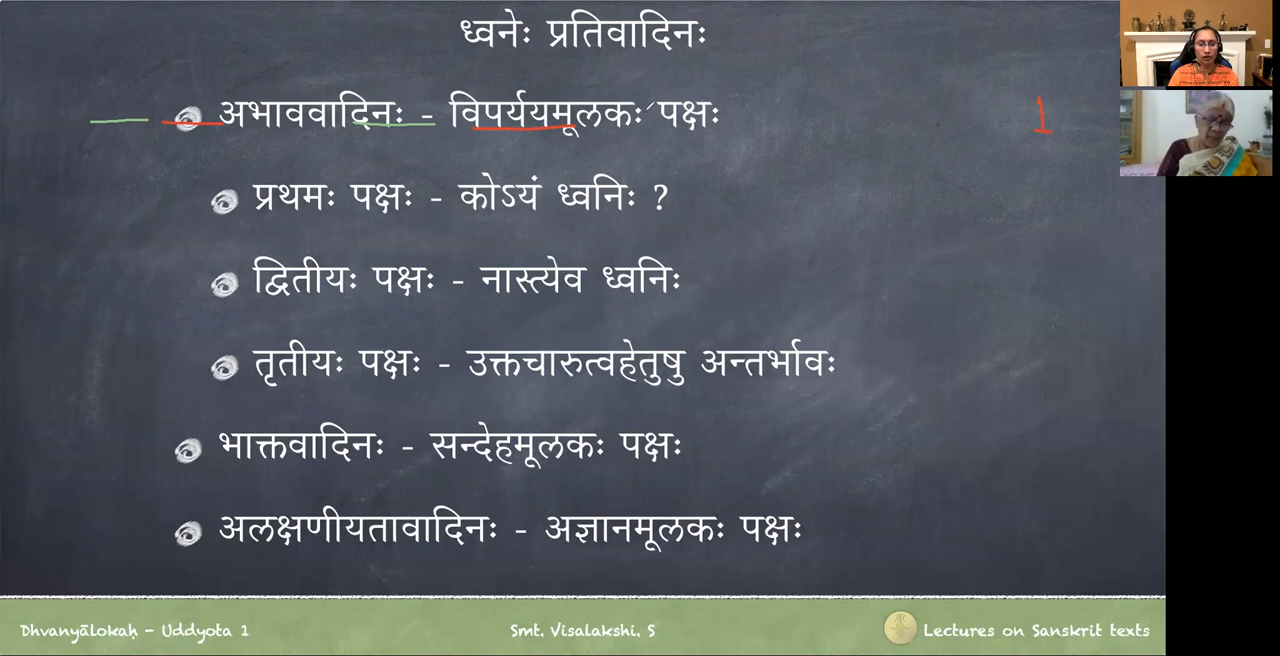 ध्वनेः प्रतिवादिनः
अभाववादिनः - विपर्ययमूलकः पक्षः
1
प्रथमः पक्षः - कोऽयं ध्वनिः ?
द्वितीयः पक्षः - नास्त्येव ध्वनिः
तृतीयः पक्षः - उक्तचारुत्वहेतुषु अन्तर्भावः
भाक्तवादिनः - सन्देहमूलकः पक्षः
अलक्षणीयतावादिनः - अज्ञानमूलकः पक्षः
Dhvanyālokaḥ - Uddyota 1
Smt. Visalakshi. S
Lectures on Sanskrit texts